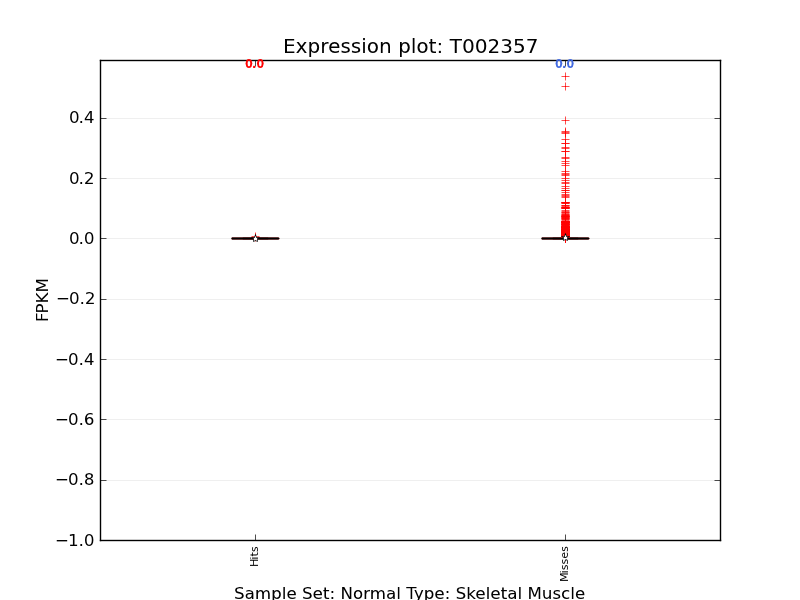 Expression plot: T002357
0.0 0.0
0.4
0.2
0.0
−0.2
−0.4
−0.6
−0.8
−1.0
FPKM
Hits Misses
Sample Set: Normal Type: Skeletal Muscle